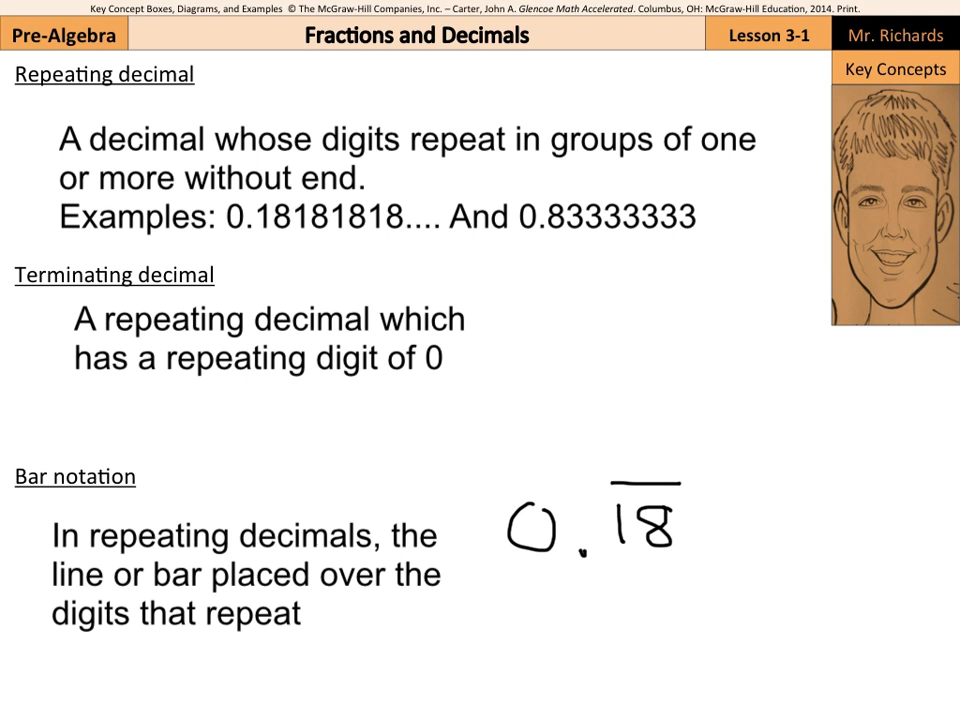 Key Concept Boxes, Diagrams, and Examples © The McGraw-Hill Companies, Inc. – Carter, John A. Glencoe Math Accelerated. Columbus, OH: McGraw-Hill Education, 2014. Print.
Pre-Algebra
Fractions and Decimals
Lesson 3-1
Mr. Richards
Key Concepts
Repeating decimal
A decimal whose digits repeat in groups of one
or more without end.
Examples: 0.18181818.... And 0.83333333
Terminating decimal
A repeating decimal which
has a repeating digit of 0
Bar notation
In repeating decimals, the
line or bar placed over the
digits that repeat
0.1̅8̅